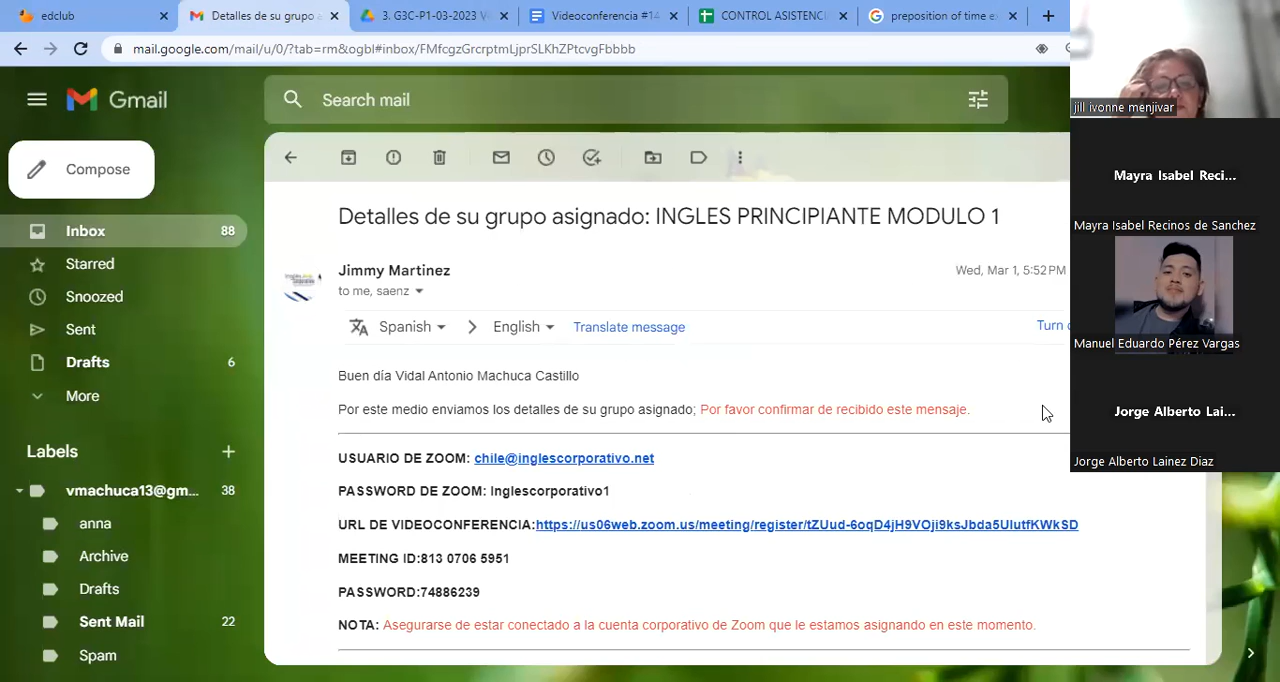 edclub
Detalles de su grupo a
3. G3C-P1-03-2023 V
Videoconferencia #14
CONTROL ASISTENCI
preposition of time e
mail.google.com/mail/u/0/?tab=rm&ogbl#inbox/FMfcgzGrcrptmLjprSLKhZPtcvgFbbbb
Gmail
Search mail
Compose
Inbox 88
Starred
Snoozed
Sent
Drafts 6
More
Labels
vmachuca13@gm... 38
anna
Archive
Drafts
Sent Mail 22
Spam
Detalles de su grupo asignado: INGLES PRINCIPIANTE MODULO 1
Jimmy Martinez
Wed, Mar 1, 5:52 PM
to me, saenz
Spanish English Translate message
Turn
Buen día Vidal Antonio Machuca Castillo
Por este medio enviamos los detalles de su grupo asignado; Por favor confirmar de recibido este mensaje.
USUARIO DE ZOOM: chile@inglescorporativo.net
PASSWORD DE ZOOM: Inglescorporativo1
URL DE VIDEOCONFERENCIA:https://us06web.zoom.us/meeting/register/tZUud-6oqD4jH9VOji9ksJbda5UlutfKWkSD
MEETING ID:813 0706 5951
PASSWORD:74886239
NOTA: Asegurarse de estar conectado a la cuenta corporativo de Zoom que le estamos asignando en este momento.
jill ivonne menjivar
Mayra Isabel Reci...
Mayra Isabel Recinos de Sanchez
Manuel Eduardo Pérez Vargas
Jorge Alberto Lai...
Jorge Alberto Lainez Diaz